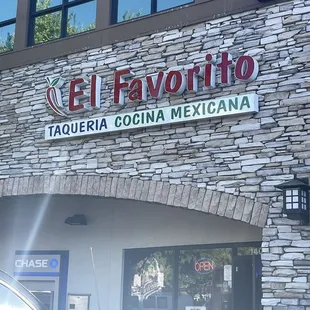 El Favorito
TAQUERIA COCINA MEXICANA
CHASE
OPEN